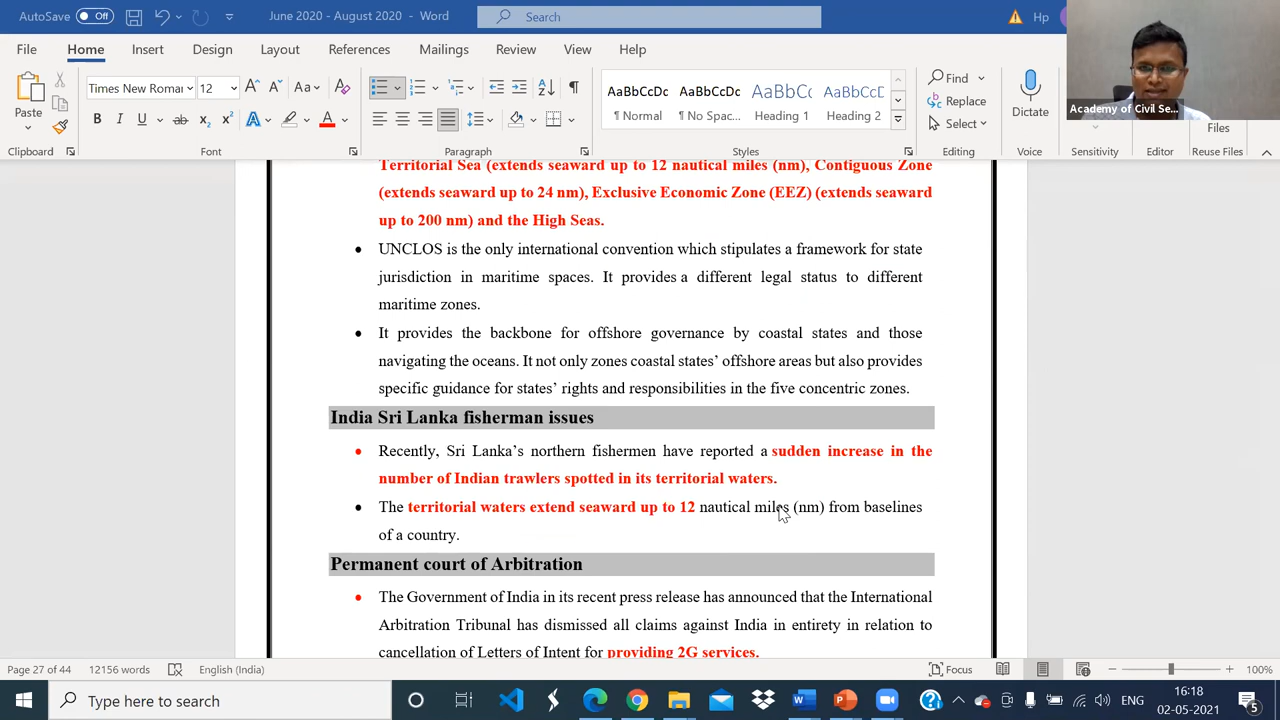 AutoSave Off June 2020 - August 2020 - Word Search Hp
File Home Insert Design Layout References Mailings Review View Help
Times New Roma 12
Paste
Clipboard Font Paragraph
AaBbCcDc AaBbCcDc AaBbCc AaBbCcD
¶ Normal ¶ No Spac... Heading 1 Heading 2
Styles
Find
Replace
Select
Editing
Dictate
Voice
Sensitivity
Editor
Files
Reuse Files
Academy of Civil Se...
Territorial Sea (extends seaward up to 12 nautical miles (nm), Contiguous Zone
(extends seaward up to 24 nm), Exclusive Economic Zone (EEZ) (extends seaward
up to 200 nm) and the High Seas.
• UNCLOS is the only international convention which stipulates a framework for state
jurisdiction in maritime spaces. It provides a different legal status to different
maritime zones.
• It provides the backbone for offshore governance by coastal states and those
navigating the oceans. It not only zones coastal states’ offshore areas but also provides
specific guidance for states’ rights and responsibilities in the five concentric zones.
India Sri Lanka fisherman issues
• Recently, Sri Lanka’s northern fishermen have reported a sudden increase in the
number of Indian trawlers spotted in its territorial waters.
• The territorial waters extend seaward up to 12 nautical miles (nm) from baselines
of a country.
Permanent court of Arbitration
• The Government of India in its recent press release has announced that the International
Arbitration Tribunal has dismissed all claims against India in entirety in relation to
cancellation of Letters of Intent for providing 2G services.
Page 27 of 44 12156 words English (India) Focus 100%
Type here to search ENG 16:18
02-05-2021 5